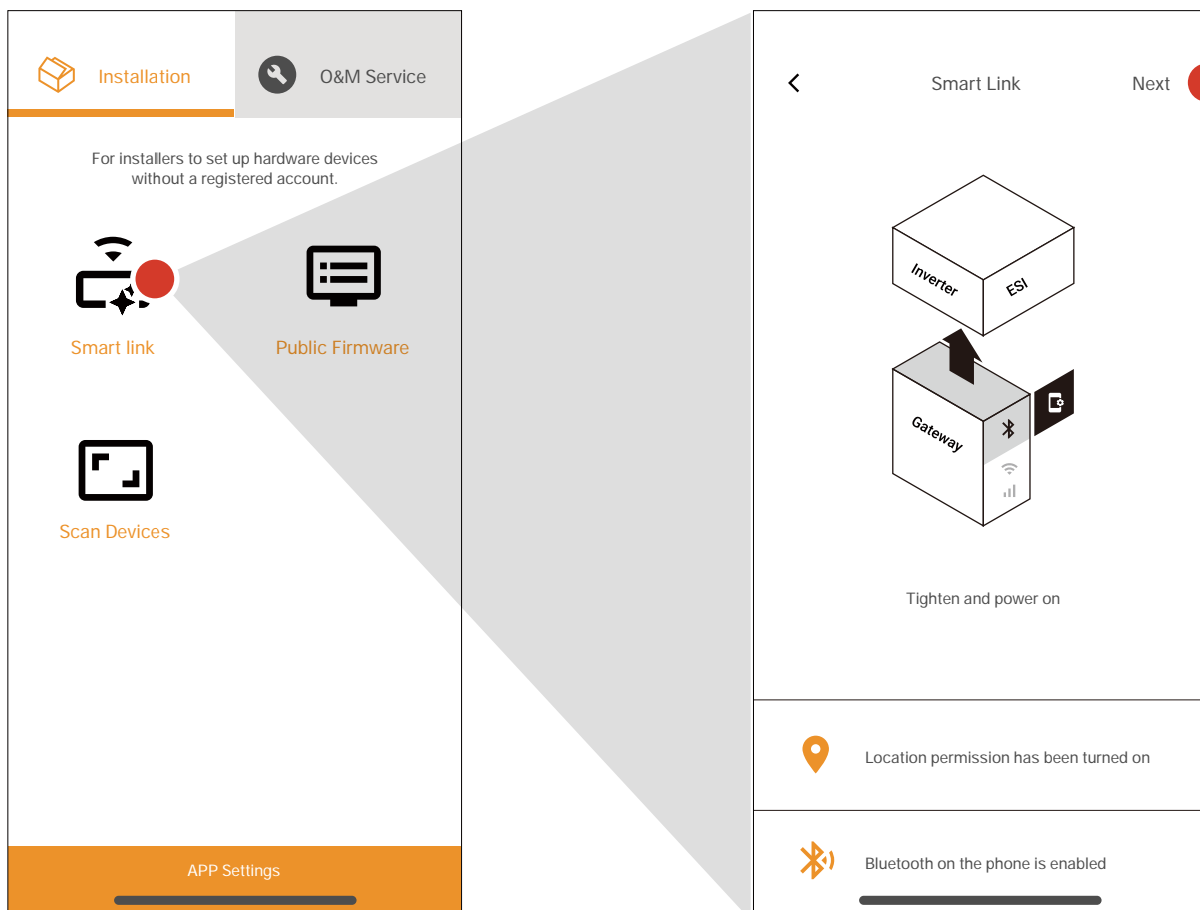 Installation
O&M Service
For installers to set up hardware devices
without a registered account.
Smart link
Public Firmware
Scan Devices
APP Settings
Smart Link
Next
Inverter
ESI
Gateway
Tighten and power on
Location permission has been turned on
Bluetooth on the phone is enabled